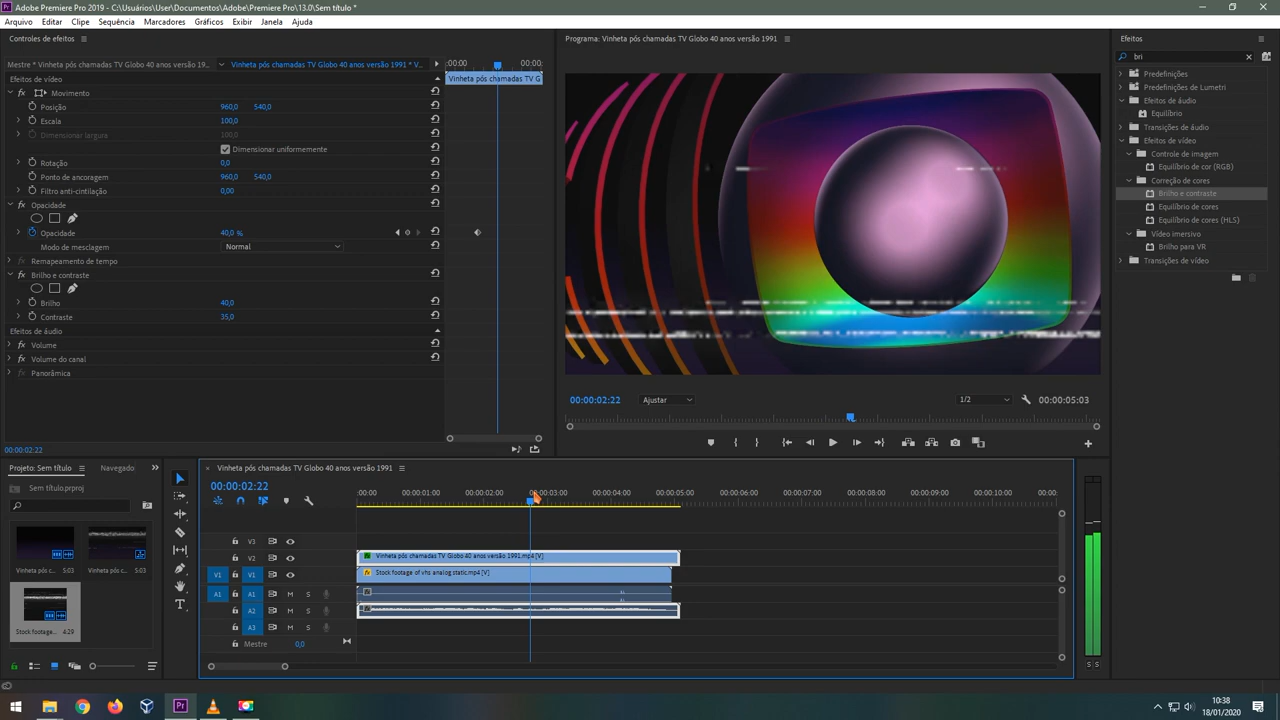 Adobe Premiere Pro 2019 - C:\Usuários\User\Documentos\Adobe\Premiere Pro\13.0\Sem título *
Arquivo Editar Clipe Sequência Marcadores Gráficos Exibir Janela Ajuda
Controles de efeitos
Mestre * Vinheta pós chamadas TV Globo 40 anos versão 19...
Vinheta pós chamadas TV Globo 40 anos versão 1991 * V...
:00:00
00:00:
Vinheta pós chamadas TV G
Efeitos de vídeo
Movimento
Posição 960,0 540,0
Escala 100,0
Dimensionar largura 100,0
Dimensionar uniformemente
Rotação 0,0
Ponto de ancoragem 960,0 540,0
Filtro anti-cintilação 0,00
Opacidade
Opacidade 40,0 %
Modo de mesclagem Normal
Remapeamento de tempo
Brilho e contraste
Brilho 40,0
Contraste 35,0
Efeitos de áudio
Volume
Volume do canal
Panorâmica
00:00:02:22
Programa: Vinheta pós chamadas TV Globo 40 anos versão 1991
00:00:02:22 Ajustar 1/2 00:00:05:03
Efeitos
bri
Predefinições
Predefinições de Lumetri
Efeitos de áudio
Equilíbrio
Transições de áudio
Efeitos de vídeo
Controle de imagem
Equilíbrio de cor (RGB)
Correção de cores
Brilho e contraste
Equilíbrio de cores
Equilíbrio de cores (HLS)
Vídeo imersivo
Brilho para VR
Transições de vídeo
Projeto: Sem título
Navegado
Sem título.prproj
Vinheta pós c... 5:03
Vinheta pós c... 5:03
Stock footage... 4:29
Vinheta pós chamadas TV Globo 40 anos versão 1991
00:00:02:22
:00:00 00:00:01:00 00:00:02:00 00:00:03:00 00:00:04:00 00:00:05:00 00:00:06:00 00:00:07:00 00:00:08:00 00:00:09:00 00:00:10:00 00:00:
V3
V2
Vinheta pós chamadas TV Globo 40 anos versão 1991.mp4 [V]
V1 V1
Stock footage of vhs analog static.mp4 [V]
A1 A1 M S
A2 M S
A3 M S
Mestre 0,0
S S
10:38
18/01/2020